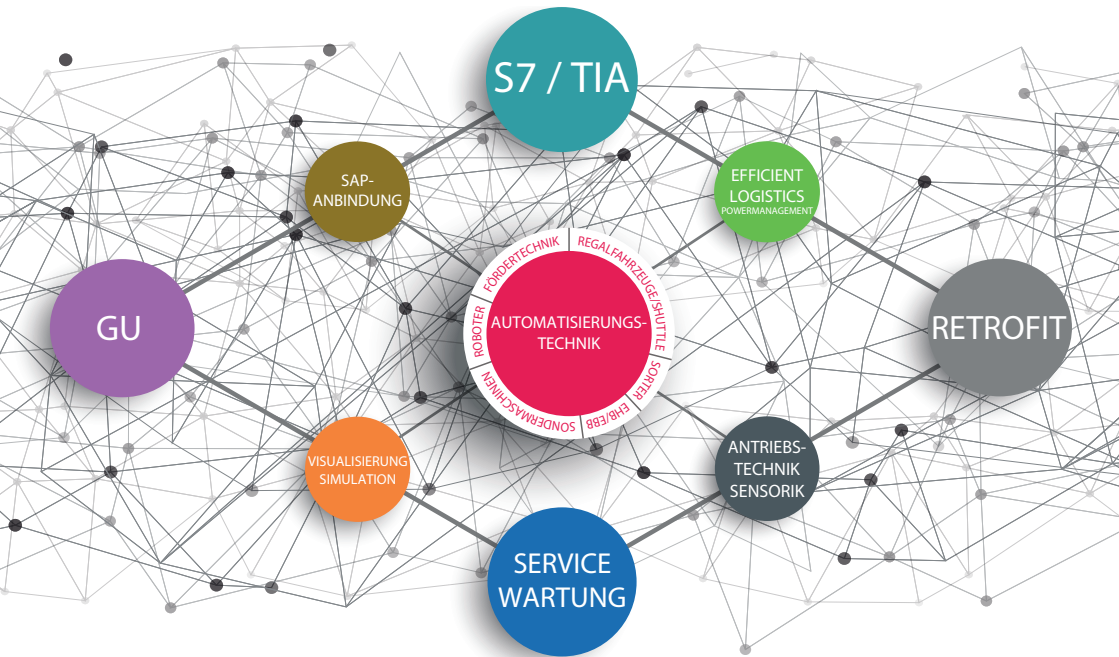 S7 / TIA
SAP-
ANBINDUNG
EFFICIENT
LOGISTICS
POWERMANAGEMENT
GU
FÖRDERTECHNIK
REGALFAHRZEUGE/SHUTTLE
SORTER
EHB/EBB
SONDERMASCHINEN
ROBOTER
AUTOMATISIERUNGS-
TECHNIK
RETROFIT
VISUALISIERUNG
SIMULATION
ANTRIEBS-
TECHNIK
SENSORIK
SERVICE
WARTUNG